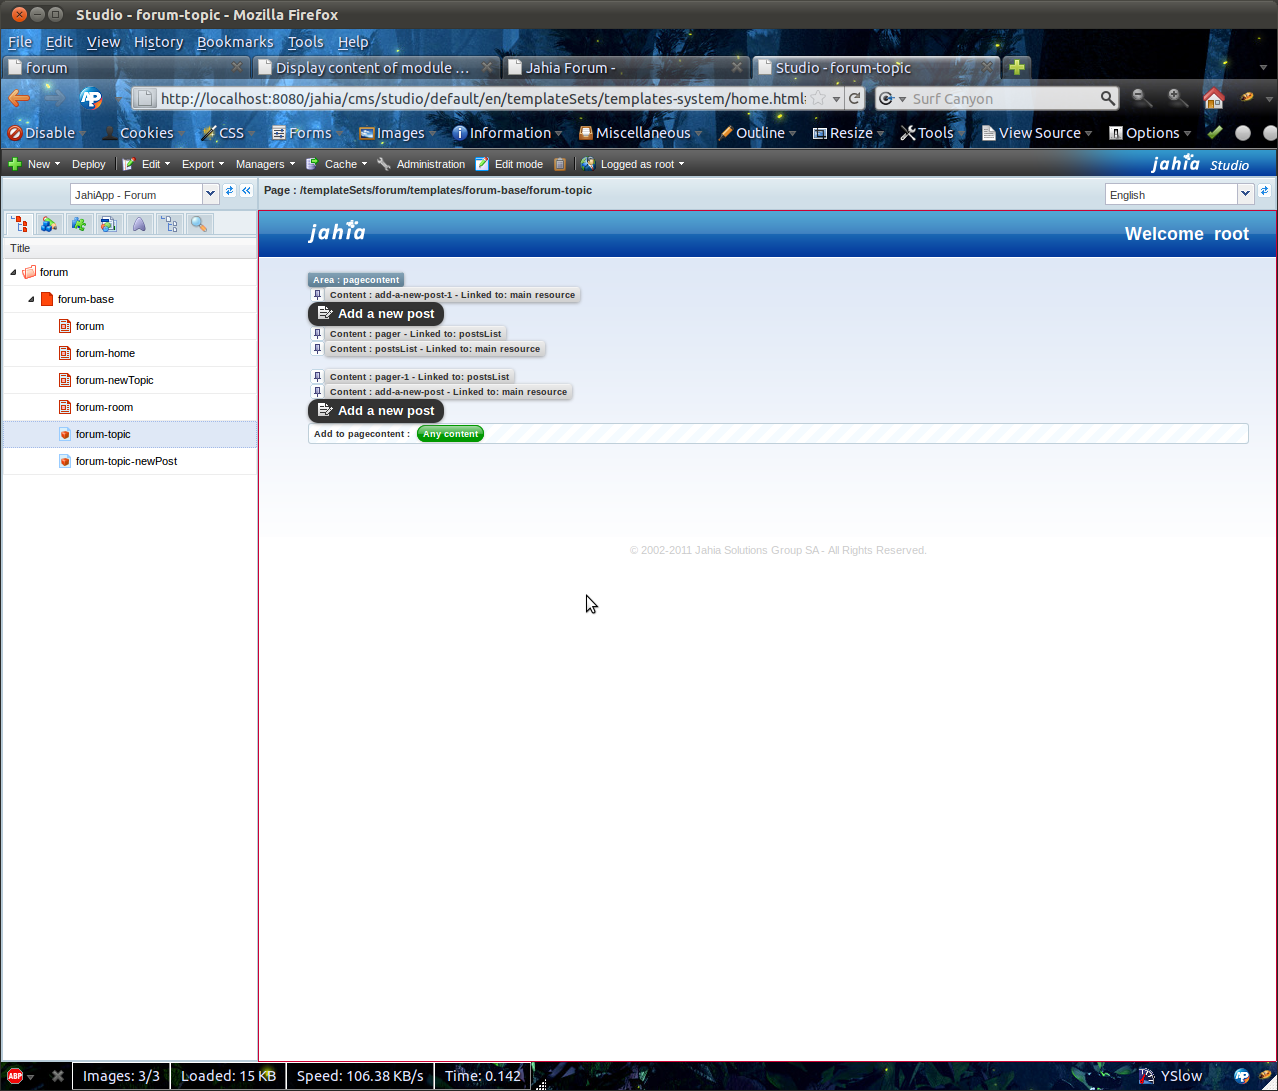 Studio - forum-topic - Mozilla Firefox
File Edit View History Bookmarks Tools Help
forum
Display content of module ...
Jahia Forum -
Studio - forum-topic
http://localhost:8080/jahia/cms/studio/default/en/templateSets/templates-system/home.html
Surf Canyon
Disable Cookies CSS Forms Images Information Miscellaneous Outline Resize Tools View Source Options
New Deploy Edit Export Managers Cache Administration Edit mode Logged as root
jahia Studio
JahiApp - Forum
Page : /templateSets/forum/templates/forum-base/forum-topic
English
Title
forum
forum-base
forum
forum-home
forum-newTopic
forum-room
forum-topic
forum-topic-newPost
jahia
Welcome root
Area : pagecontent
Content : add-a-new-post-1 - Linked to: main resource
Add a new post
Content : pager - Linked to: postsList
Content : postsList - Linked to: main resource
Content : pager-1 - Linked to: postsList
Content : add-a-new-post - Linked to: main resource
Add a new post
Add to pagecontent : Any content
© 2002-2011 Jahia Solutions Group SA - All Rights Reserved.
ABP
Images: 3/3
Loaded: 15 KB
Speed: 106.38 KB/s
Time: 0.142
YSlow